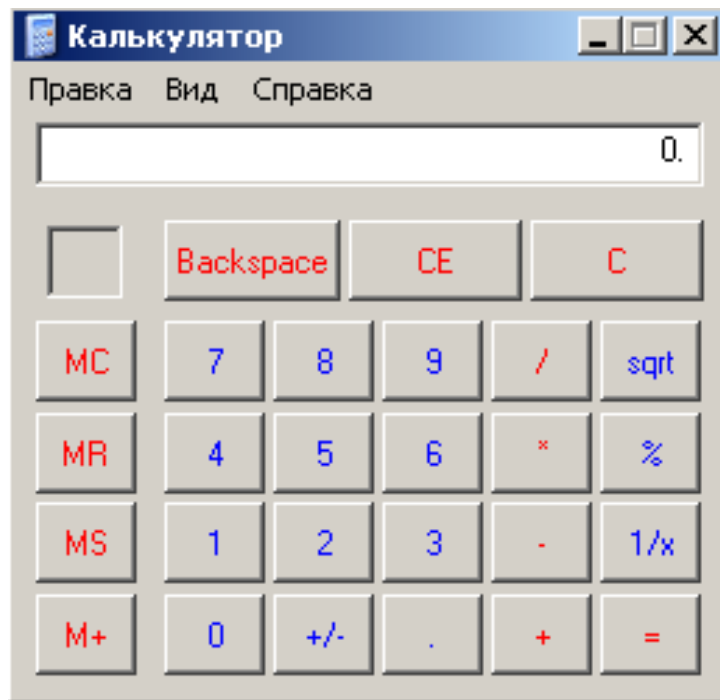 Калькулятор
Правка Вид Справка
0.
Backspace CE C
MC 7 8 9 / sqrt
MR 4 5 6 * %
MS 1 2 3 - 1/x
M+ 0 +/- . + =